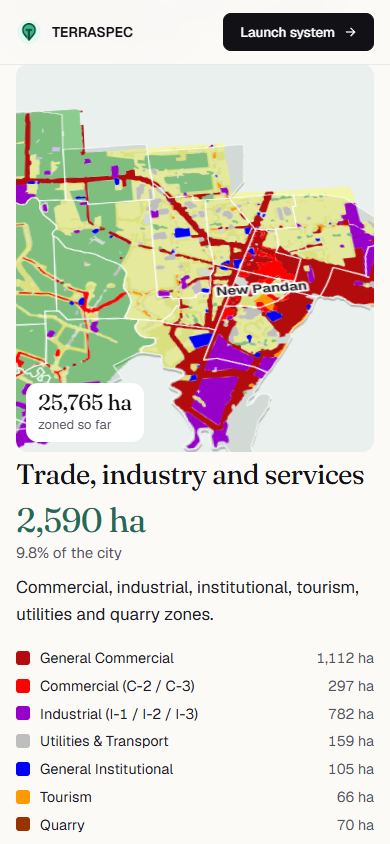 TERRASPEC
Launch system →
New Pandan
25,765 ha
zoned so far
Trade, industry and services
2,590 ha
9.8% of the city
Commercial, industrial, institutional, tourism,
utilities and quarry zones.
General Commercial 1,112 ha
Commercial (C-2 / C-3) 297 ha
Industrial (I-1 / I-2 / I-3) 782 ha
Utilities & Transport 159 ha
General Institutional 105 ha
Tourism 66 ha
Quarry 70 ha